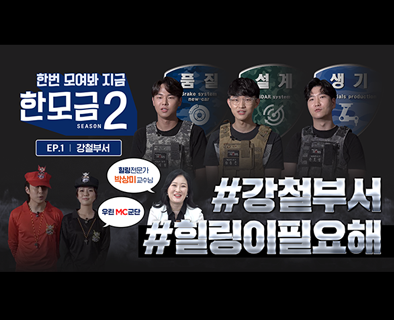 한번 모여봐 지금
한모금2
SEASON
EP.1 | 강철부서
품질
new-car
설계
생기
힐링전문가
박상미교수님
우린 MC군단
#강철부서
#힐링이필요해